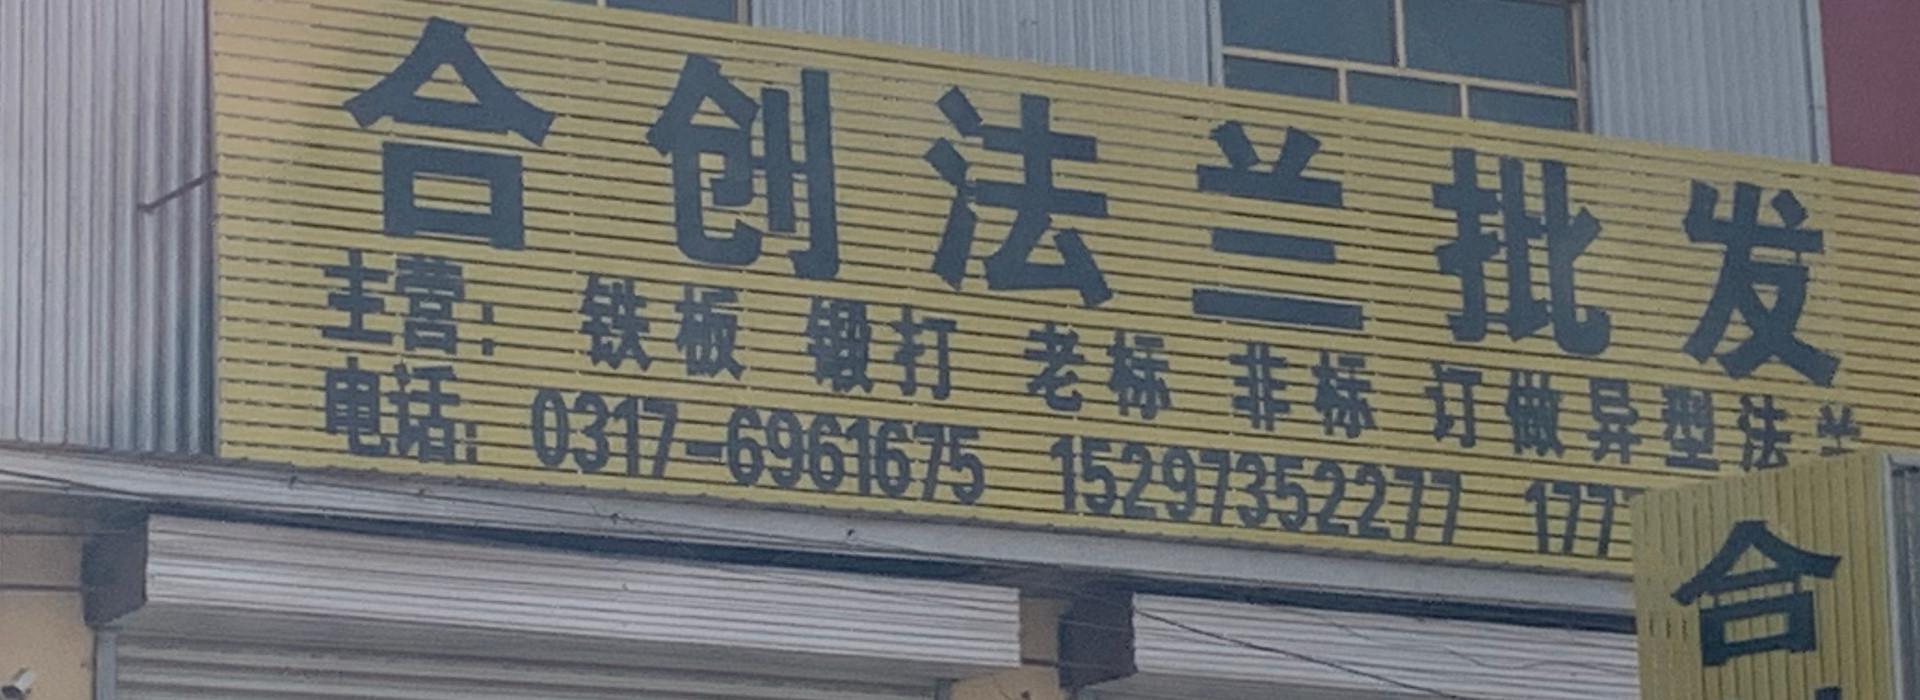 合创法兰批发
主营： 铁板 锻打 老标 非标 订做异型法兰
电话：0317-6961675 15297352277 1777
合